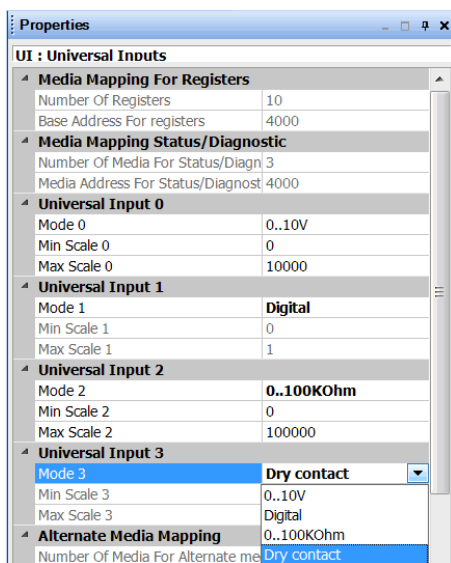 Properties
UI : Universal Inputs
Media Mapping For Registers
Number Of Registers 10
Base Address For registers 4000
Media Mapping Status/Diagnostic
Number Of Media For Status/Diagn 3
Media Address For Status/Diagnost 4000
Universal Input 0
Mode 0 0..10V
Min Scale 0 0
Max Scale 0 10000
Universal Input 1
Mode 1 Digital
Min Scale 1 0
Max Scale 1 1
Universal Input 2
Mode 2 0..100KOhm
Min Scale 2 0
Max Scale 2 100000
Universal Input 3
Mode 3 Dry contact
Min Scale 3 0..10V
Max Scale 3 Digital
Alternate Media Mapping 0..100KOhm
Number Of Media For Alternate me Dry contact